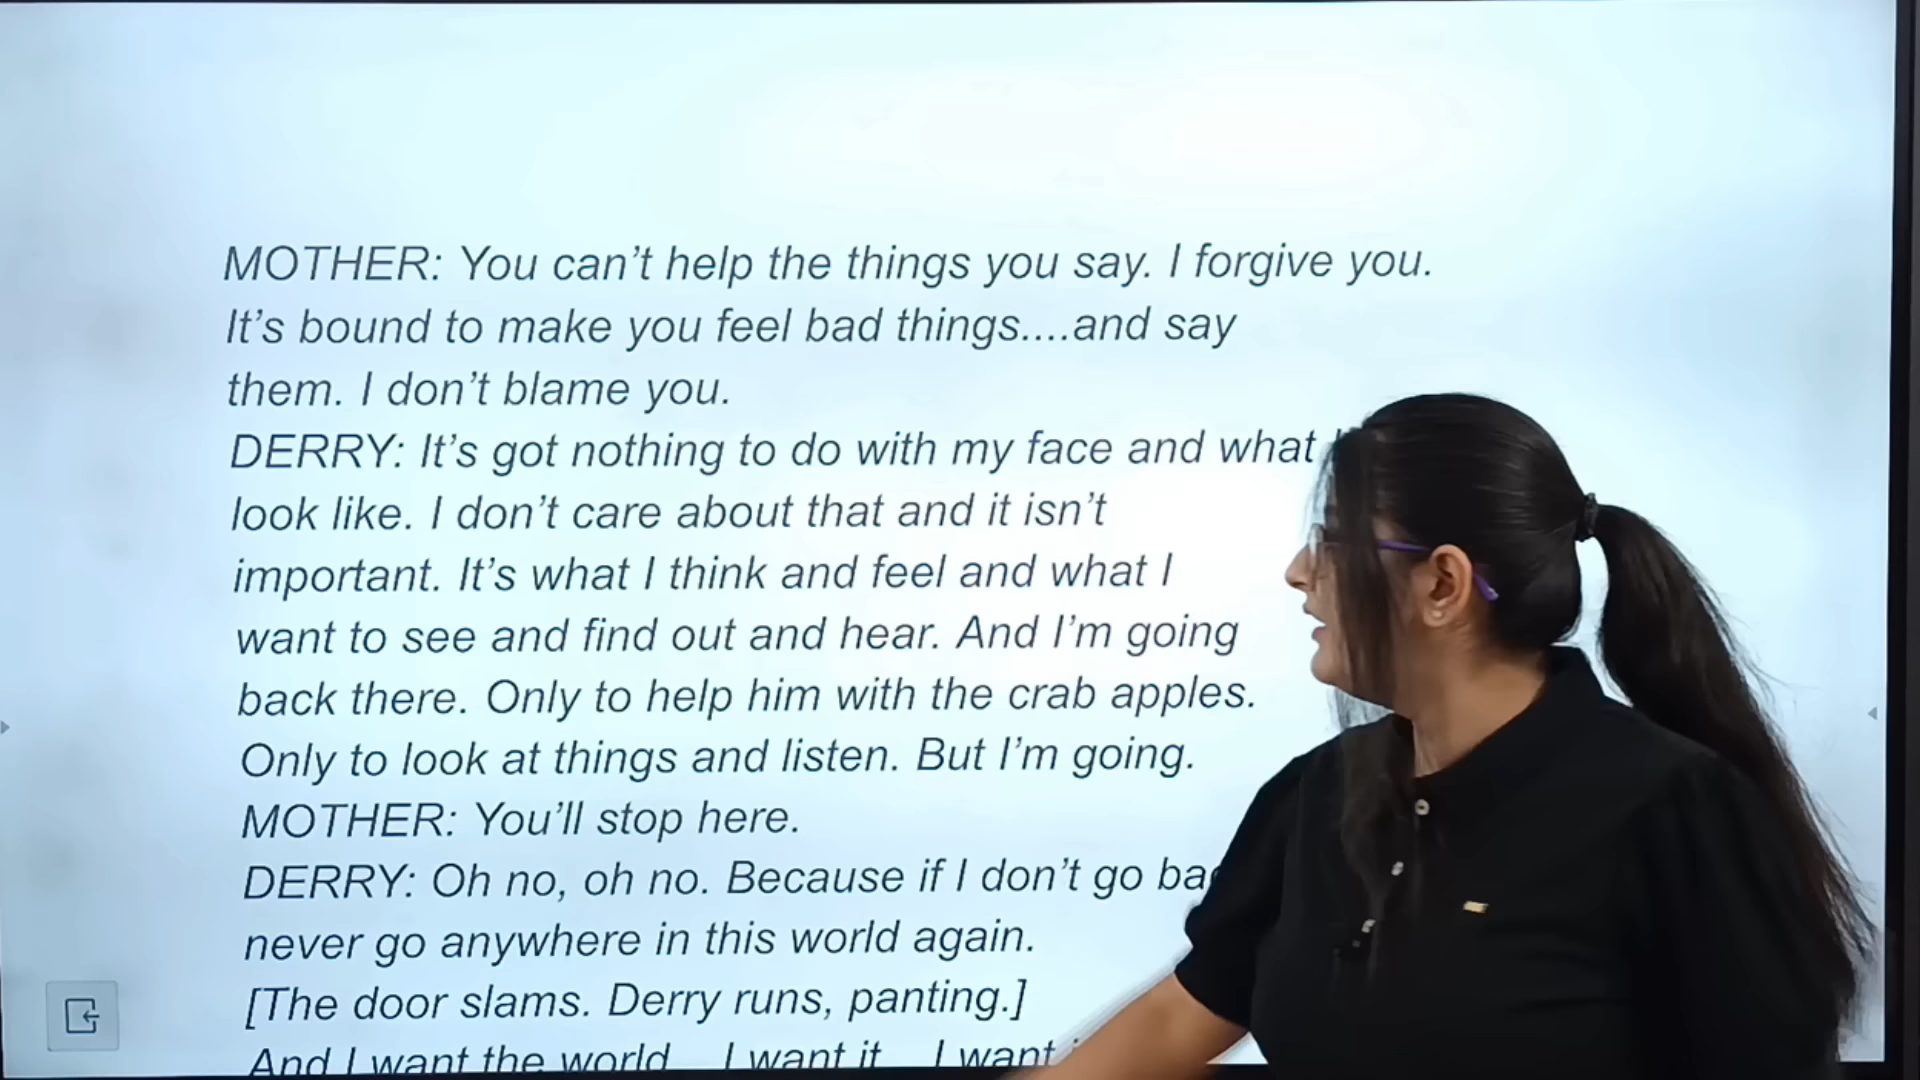 MOTHER: You can’t help the things you say. I forgive you.
It’s bound to make you feel bad things....and say
them. I don’t blame you.
DERRY: It’s got nothing to do with my face and what
look like. I don’t care about that and it isn’t
important. It’s what I think and feel and what I
want to see and find out and hear. And I’m going
back there. Only to help him with the crab apples.
Only to look at things and listen. But I’m going.
MOTHER: You’ll stop here.
DERRY: Oh no, oh no. Because if I don’t go
never go anywhere in this world again.
[The door slams. Derry runs, panting.]
And I want the world... I want it... I want